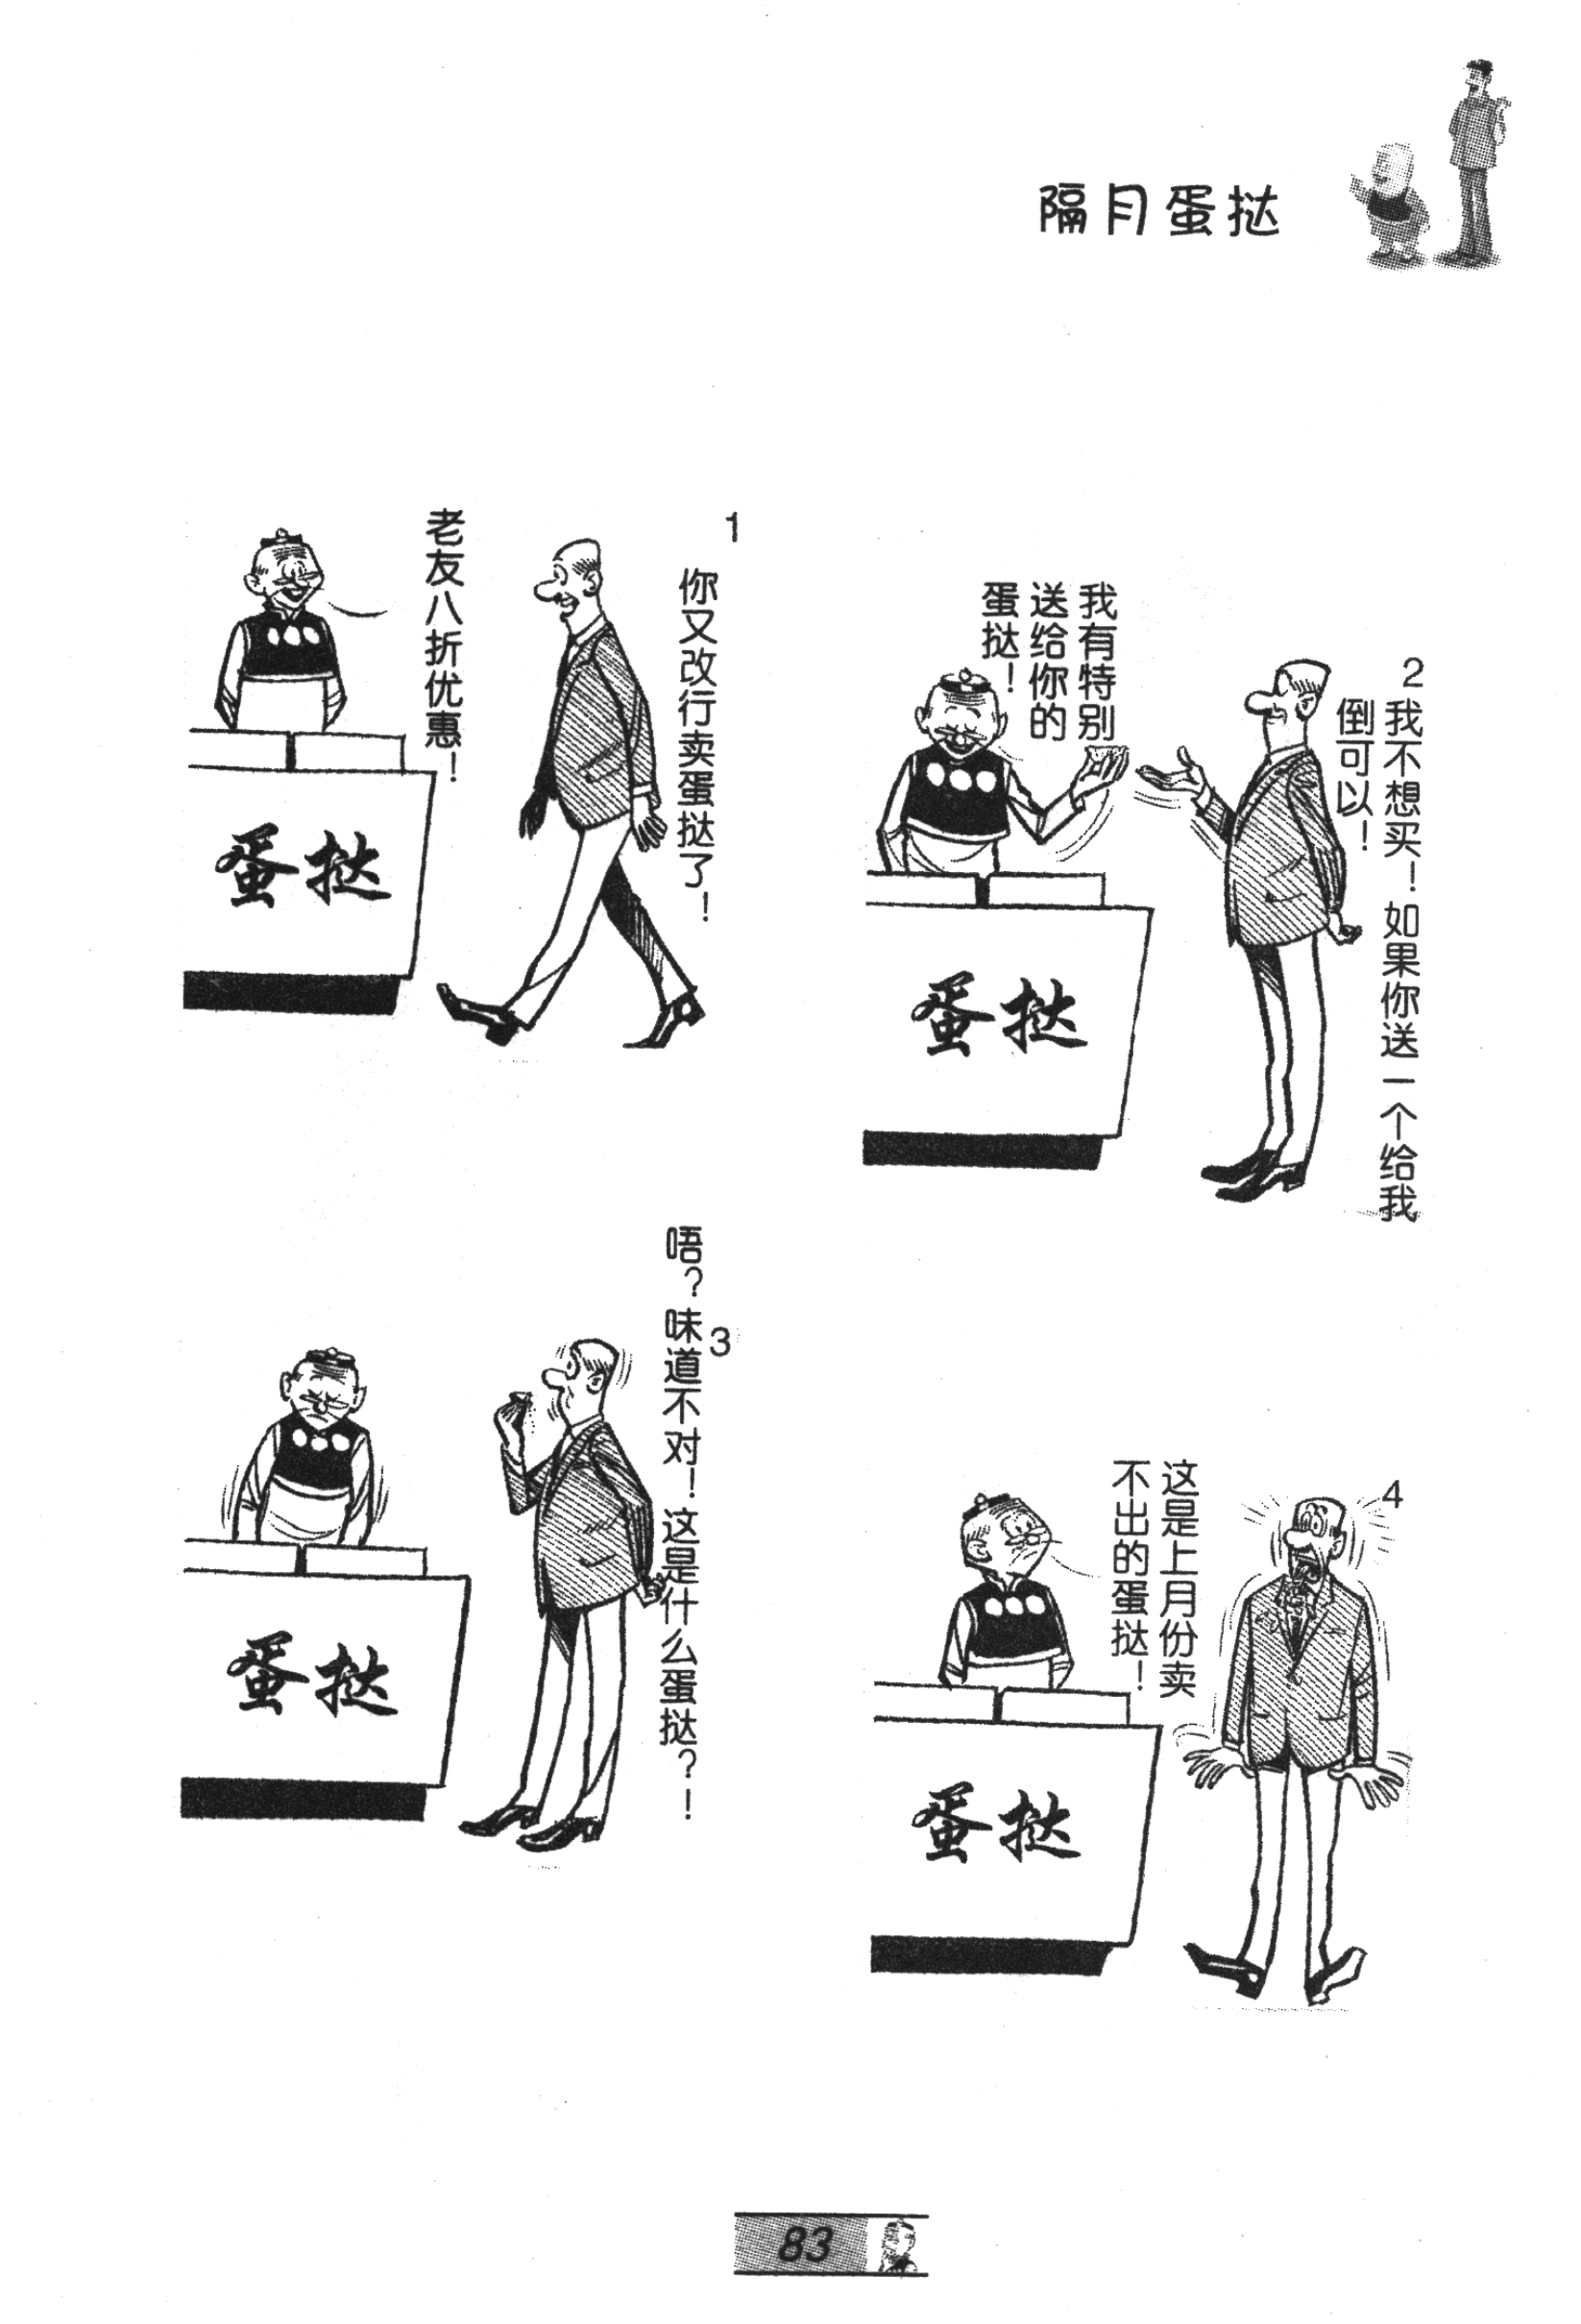 隔月蛋挞
1
你又改行卖蛋挞了！
老友八折优惠！
蛋挞
2
我不想买！如果你送一个给我
倒可以！
我有特别
送给你的
蛋挞！
蛋挞
3
唔？味道不对！这是什么蛋挞？！
蛋挞
4
这是上月份卖
不出的蛋挞！
蛋挞
83